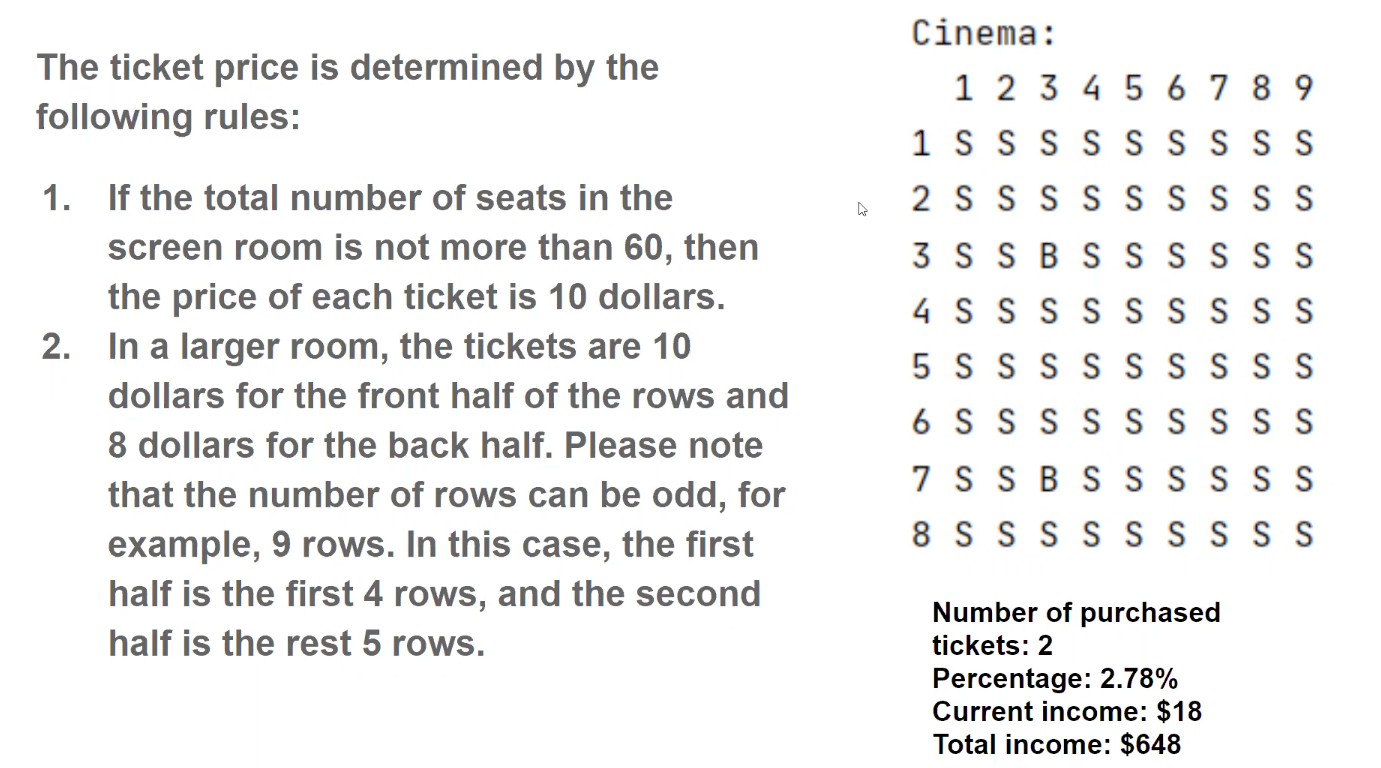 The ticket price is determined by the
following rules:
1. If the total number of seats in the
screen room is not more than 60, then
the price of each ticket is 10 dollars.
2. In a larger room, the tickets are 10
dollars for the front half of the rows and
8 dollars for the back half. Please note
that the number of rows can be odd, for
example, 9 rows. In this case, the first
half is the first 4 rows, and the second
half is the rest 5 rows.
Cinema:
1 2 3 4 5 6 7 8 9
1 S S S S S S S S S
2 S S S S S S S S S
3 S S B S S S S S S
4 S S S S S S S S S
5 S S S S S S S S S
6 S S S S S S S S S
7 S S B S S S S S S
8 S S S S S S S S S
Number of purchased
tickets: 2
Percentage: 2.78%
Current income: $18
Total income: $648